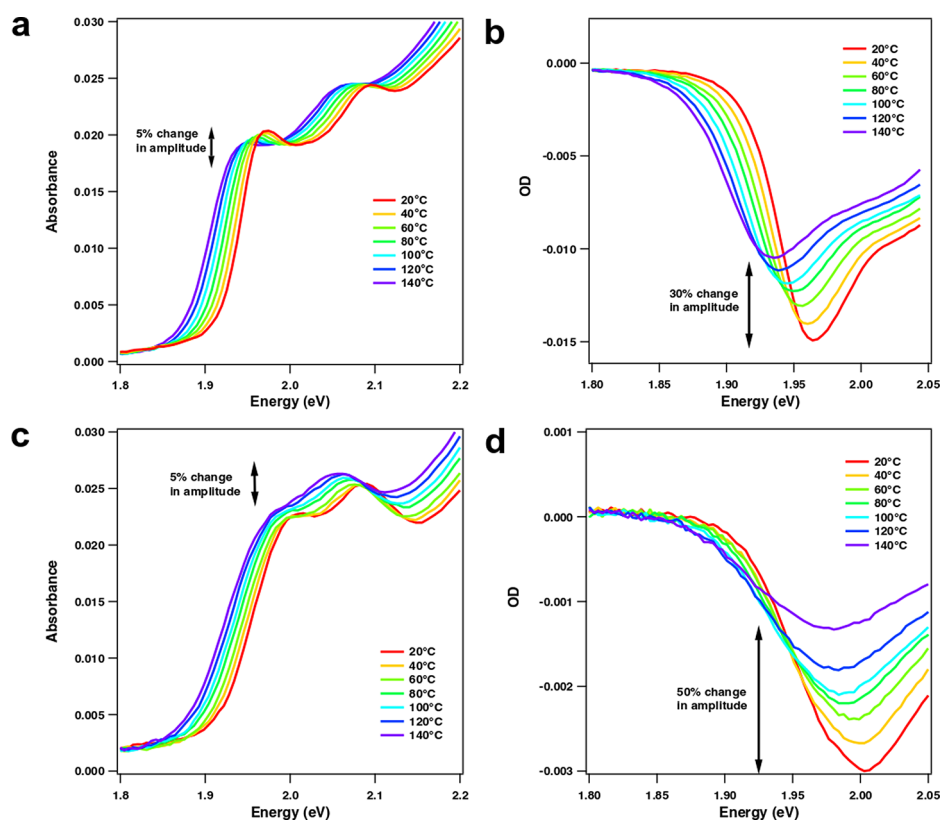 a
0.030
0.025
0.020
0.015
0.010
0.005
0.000
Absorbance
5% change
in amplitude
20°C
40°C
60°C
80°C
100°C
120°C
140°C
1.8
1.9
2.0
2.1
2.2
Energy (eV)
b
0.000
-0.005
-0.010
-0.015
OD
20°C
40°C
60°C
80°C
100°C
120°C
140°C
30% change
in amplitude
1.80
1.85
1.90
1.95
2.00
2.05
Energy (eV)
c
0.030
0.025
0.020
0.015
0.010
0.005
0.000
Absorbance
5% change
in amplitude
20°C
40°C
60°C
80°C
100°C
120°C
140°C
1.8
1.9
2.0
2.1
2.2
Energy (eV)
d
0.001
0.000
-0.001
-0.002
-0.003
OD
20°C
40°C
60°C
80°C
100°C
120°C
140°C
50% change
in amplitude
1.80
1.85
1.90
1.95
2.00
2.05
Energy (eV)